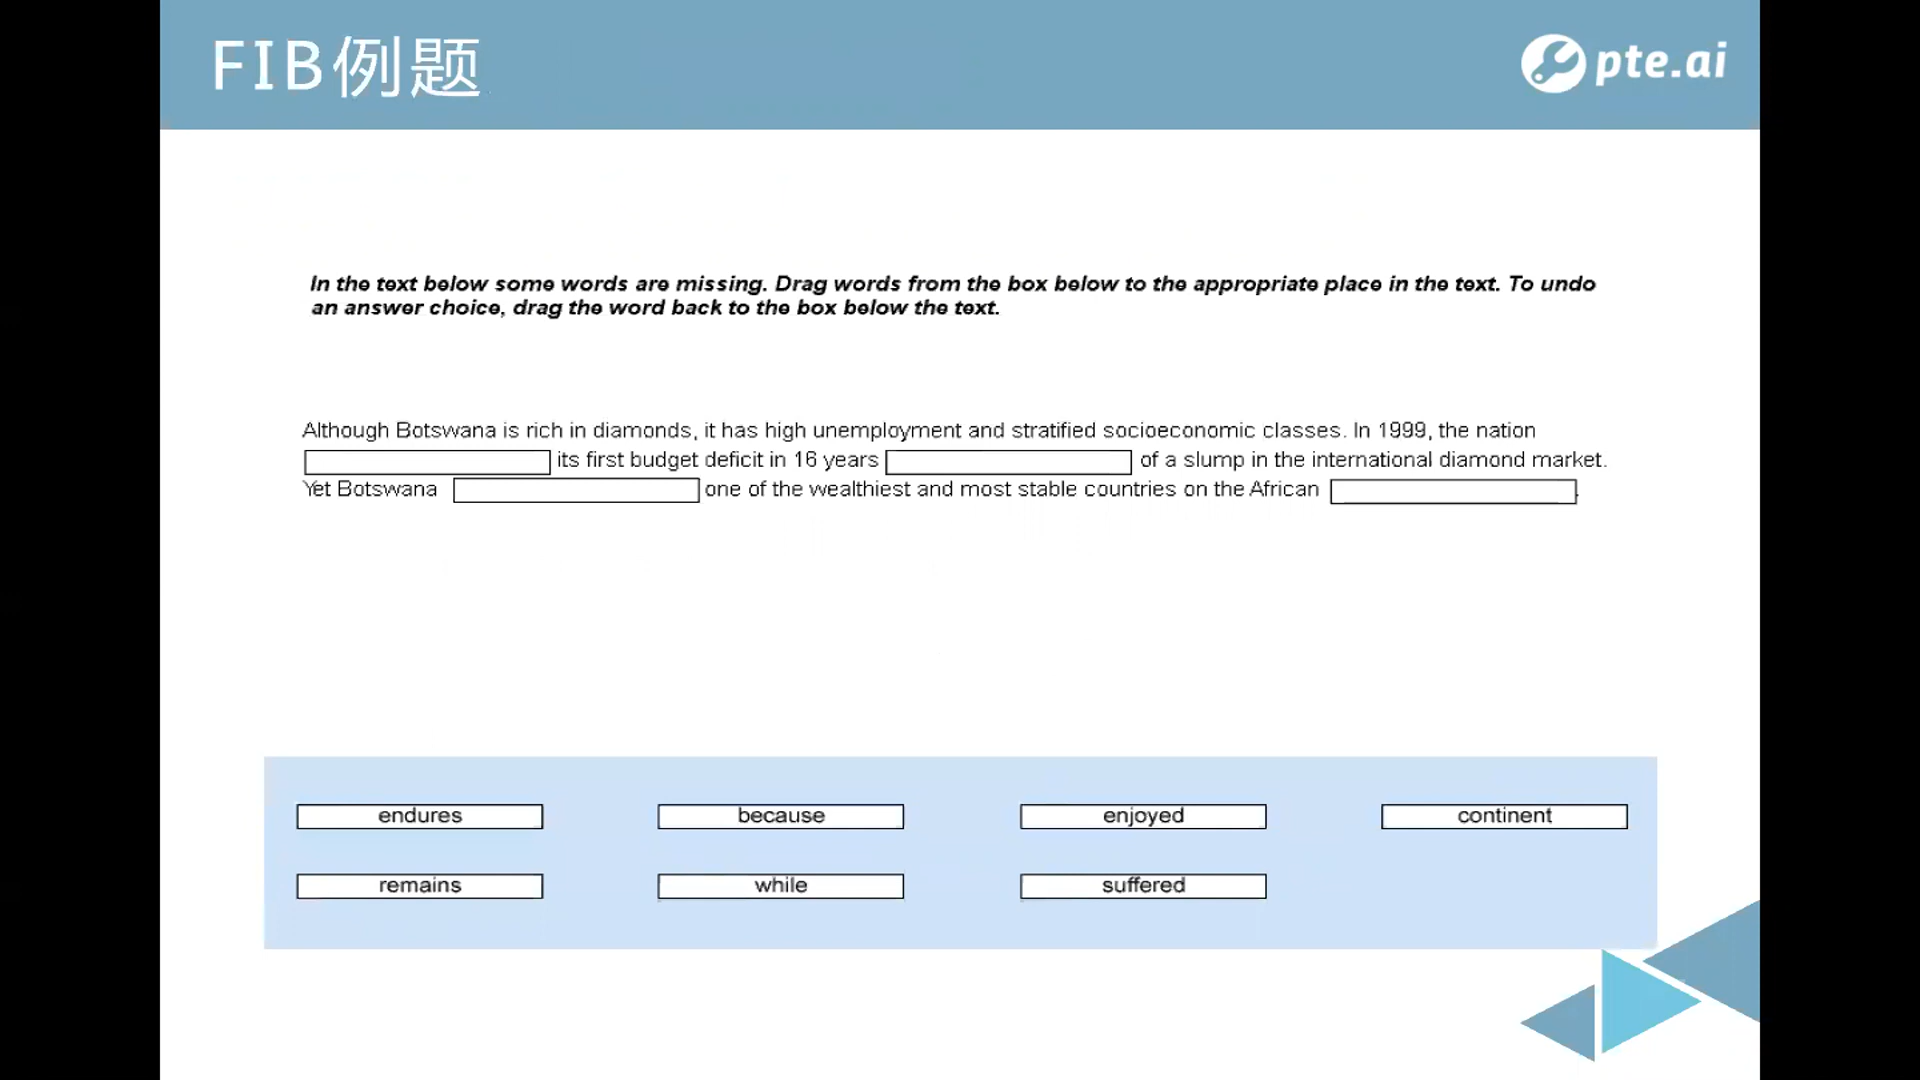 FIB例题
pte.ai
In the text below some words are missing. Drag words from the box below to the appropriate place in the text. To undo
an answer choice, drag the word back to the box below the text.
Although Botswana is rich in diamonds, it has high unemployment and stratified socioeconomic classes. In 1999, the nation
its first budget deficit in 16 years of a slump in the international diamond market.
Yet Botswana one of the wealthiest and most stable countries on the African .
endures because enjoyed continent
remains while suffered